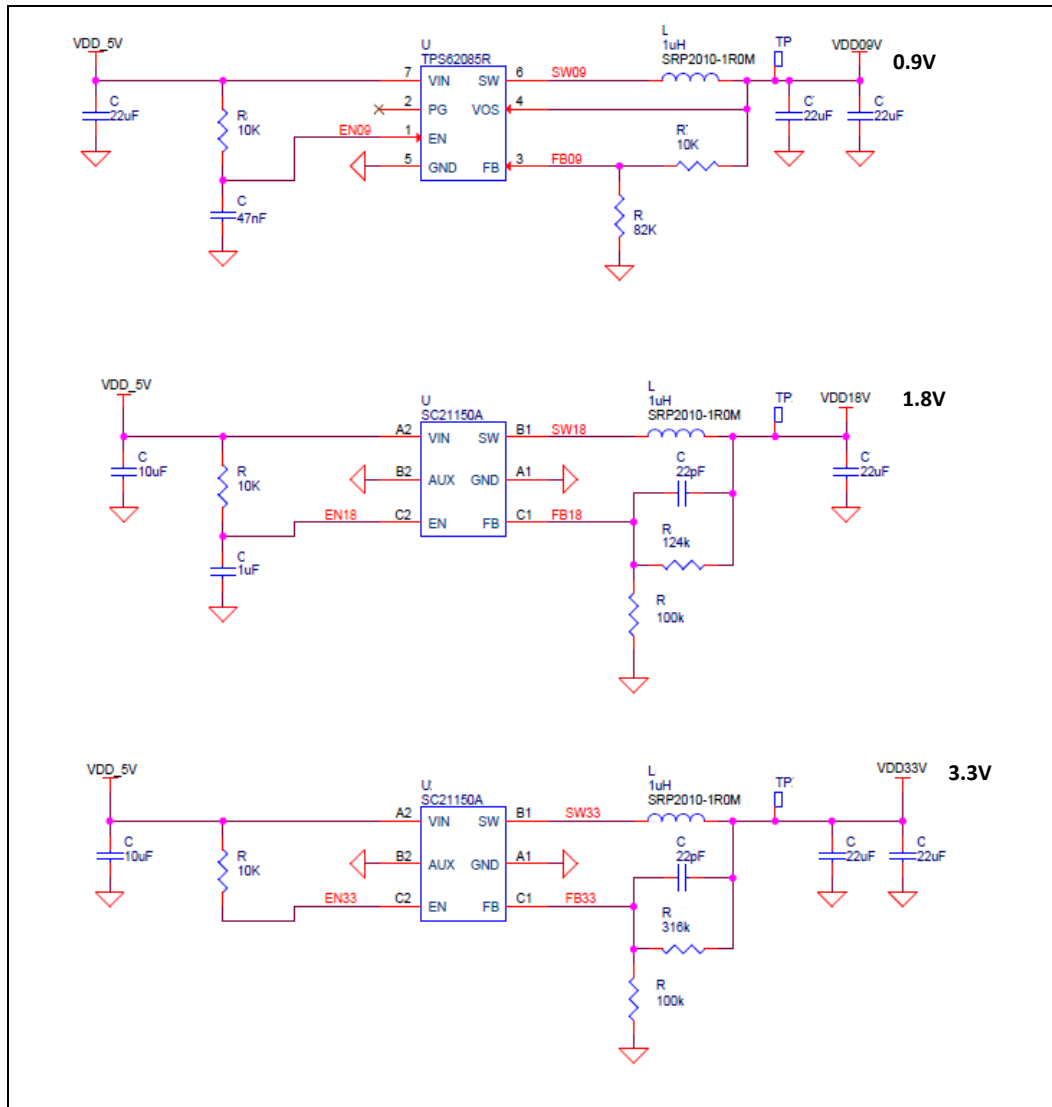 VDD_5V
C
22uF
R
10K
C
47nF
EN09
U
TPS62085R
7 VIN SW 6
2 PG VOS 4
1 EN
5 GND FB 3
SW09
FB09
L
1uH
SRP2010-1R0M
R
10K
R
82K
TP
C
22uF
VDD09V
C
22uF
0.9V
VDD_5V
C
10uF
R
10K
C
1uF
EN18
U
SC21150A
A2 VIN SW B1
B2 AUX GND A1
C2 EN FB C1
SW18
FB18
L
1uH
SRP2010-1R0M
C
22pF
R
124k
R
100k
TP
VDD18V
C
22uF
1.8V
VDD_5V
C
10uF
R
10K
EN33
U
SC21150A
A2 VIN SW B1
B2 AUX GND A1
C2 EN FB C1
SW33
FB33
L
1uH
SRP2010-1R0M
C
22pF
R
316k
R
100k
TP
C
22uF
VDD33V
C
22uF
3.3V